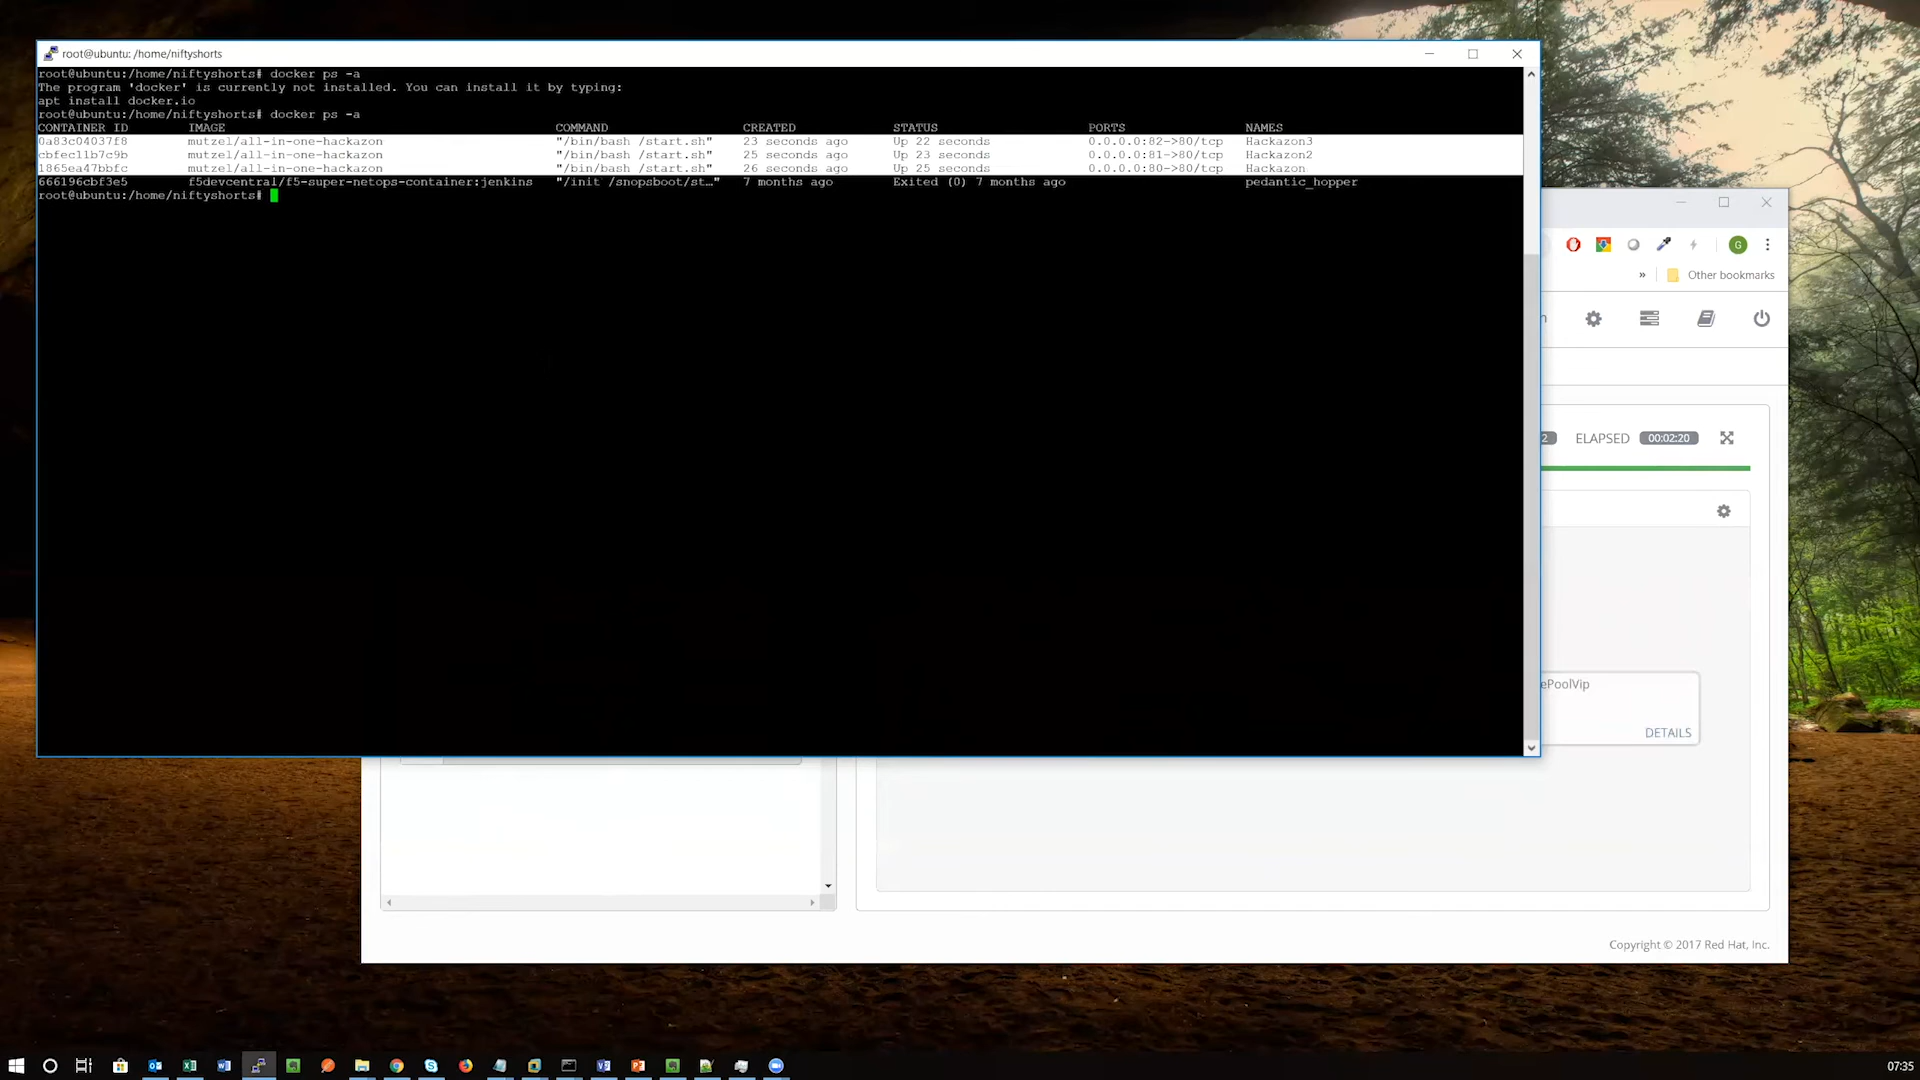 root@ubuntu: /home/niftyshorts
root@ubuntu:/home/niftyshorts# docker ps -a
The program 'docker' is currently not installed. You can install it by typing:
apt install docker.io
root@ubuntu:/home/niftyshorts# docker ps -a
CONTAINER ID IMAGE COMMAND CREATED STATUS PORTS NAMES
0a83c04037f8 mutzel/all-in-one-hackazon "/bin/bash /start.sh" 23 seconds ago Up 22 seconds 0.0.0.0:82->80/tcp Hackazon3
cbfec11b7c9b mutzel/all-in-one-hackazon "/bin/bash /start.sh" 25 seconds ago Up 23 seconds 0.0.0.0:81->80/tcp Hackazon2
1865ea47bbfc mutzel/all-in-one-hackazon "/bin/bash /start.sh" 26 seconds ago Up 25 seconds 0.0.0.0:80->80/tcp Hackazon
666196cbf3e5 f5devcentral/f5-super-netops-container:jenkins "/init /snopsboot/st…" 7 months ago Exited (0) 7 months ago pedantic_hopper
root@ubuntu:/home/niftyshorts#
G
» Other bookmarks
n
2 ELAPSED 00:02:20
ePoolVip
DETAILS
Copyright © 2017 Red Hat, Inc.
07:35